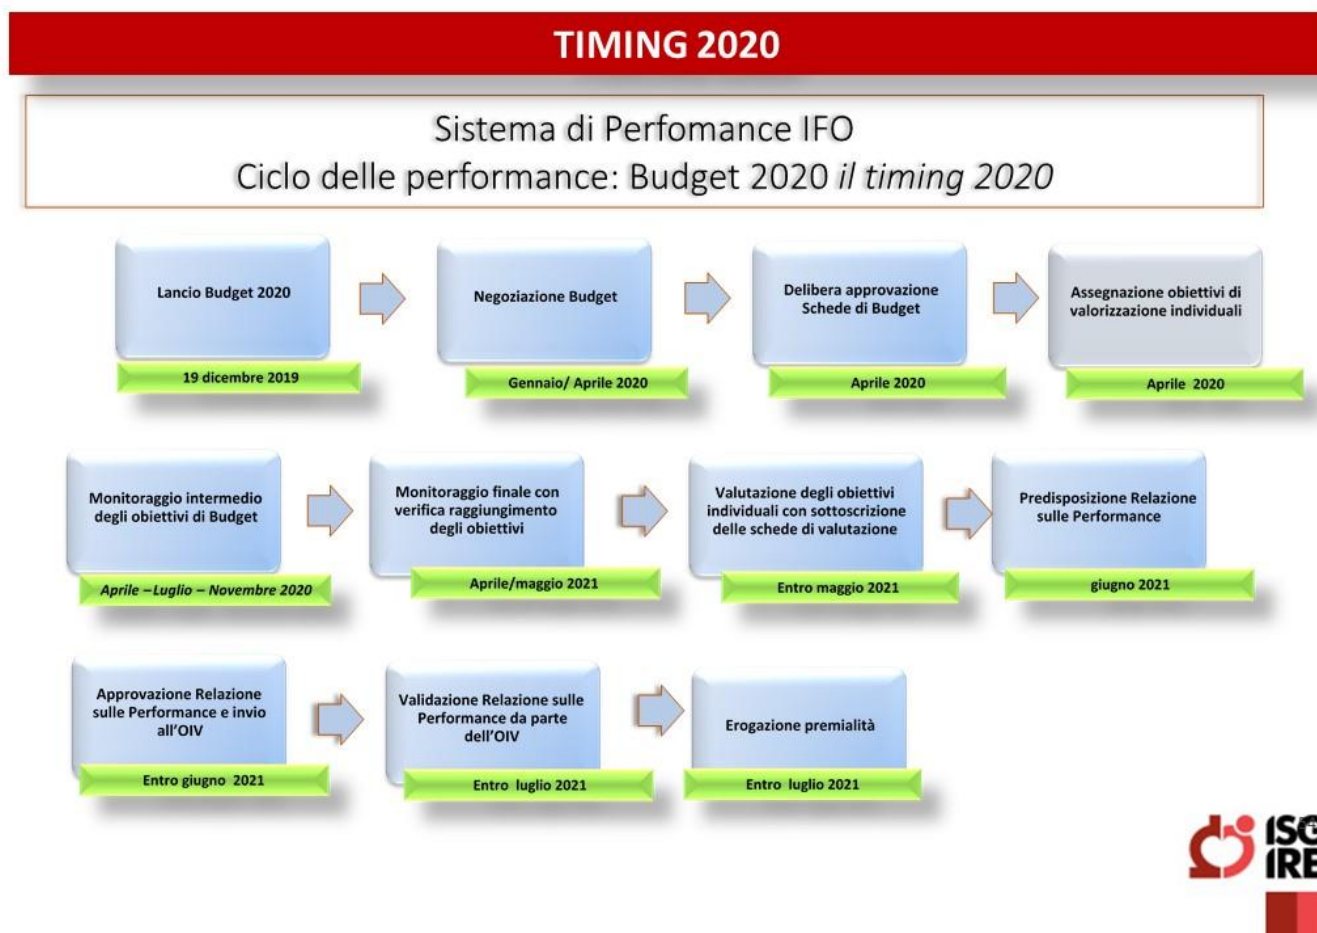 TIMING 2020
Sistema di Perfomance IFO
Ciclo delle performance: Budget 2020 il timing 2020
Lancio Budget 2020
19 dicembre 2019
Negoziazione Budget
Gennaio/ Aprile 2020
Delibera approvazione
Schede di Budget
Aprile 2020
Assegnazione obiettivi di
valorizzazione individuali
Aprile 2020
Monitoraggio intermedio
degli obiettivi di Budget
Aprile –Luglio – Novembre 2020
Monitoraggio finale con
verifica raggiungimento
degli obiettivi
Aprile/maggio 2021
Valutazione degli obiettivi
individuali con sottoscrizione
delle schede di valutazione
Entro maggio 2021
Predisposizione Relazione
sulle Performance
giugno 2021
Approvazione Relazione
sulle Performance e invio
all'OIV
Entro giugno 2021
Validazione Relazione sulle
Performance da parte
dell'OIV
Entro luglio 2021
Erogazione premialità
Entro luglio 2021
IRE